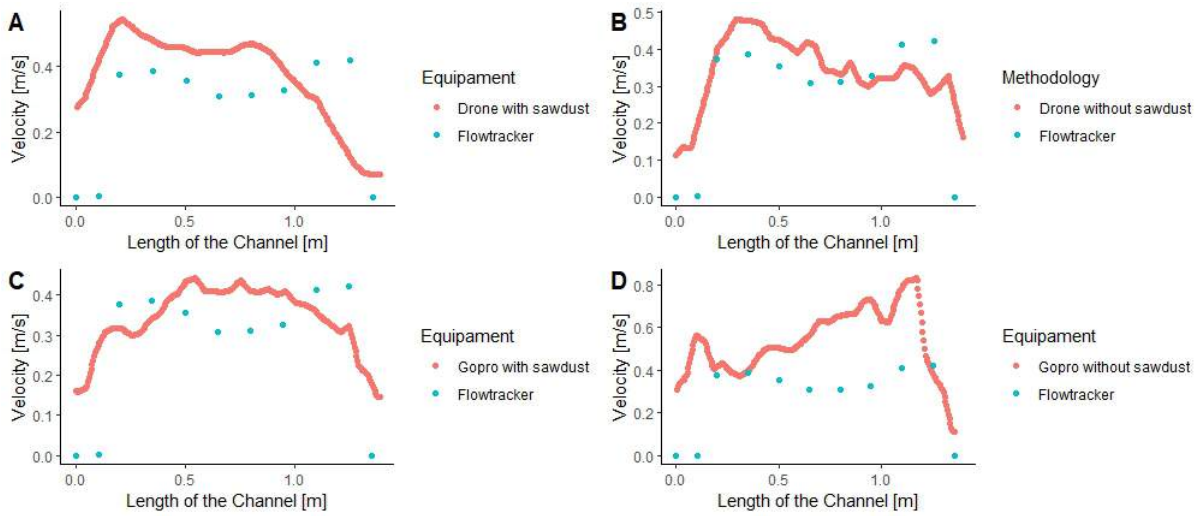 A
Velocity [m/s]
0.4
0.2
0.0
0.0 0.5 1.0
Length of the Channel [m]
Equipament
Drone with sawdust
Flowtracker
B
Velocity [m/s]
0.5
0.4
0.3
0.2
0.1
0.0
0.0 0.5 1.0
Length of the Channel [m]
Methodology
Drone without sawdust
Flowtracker
C
Velocity [m/s]
0.4
0.3
0.2
0.1
0.0
0.0 0.5 1.0
Length of the Channel [m]
Equipament
Gopro with sawdust
Flowtracker
D
Velocity [m/s]
0.8
0.6
0.4
0.2
0.0
0.0 0.5 1.0
Length of the Channel [m]
Equipament
Gopro without sawdust
Flowtracker